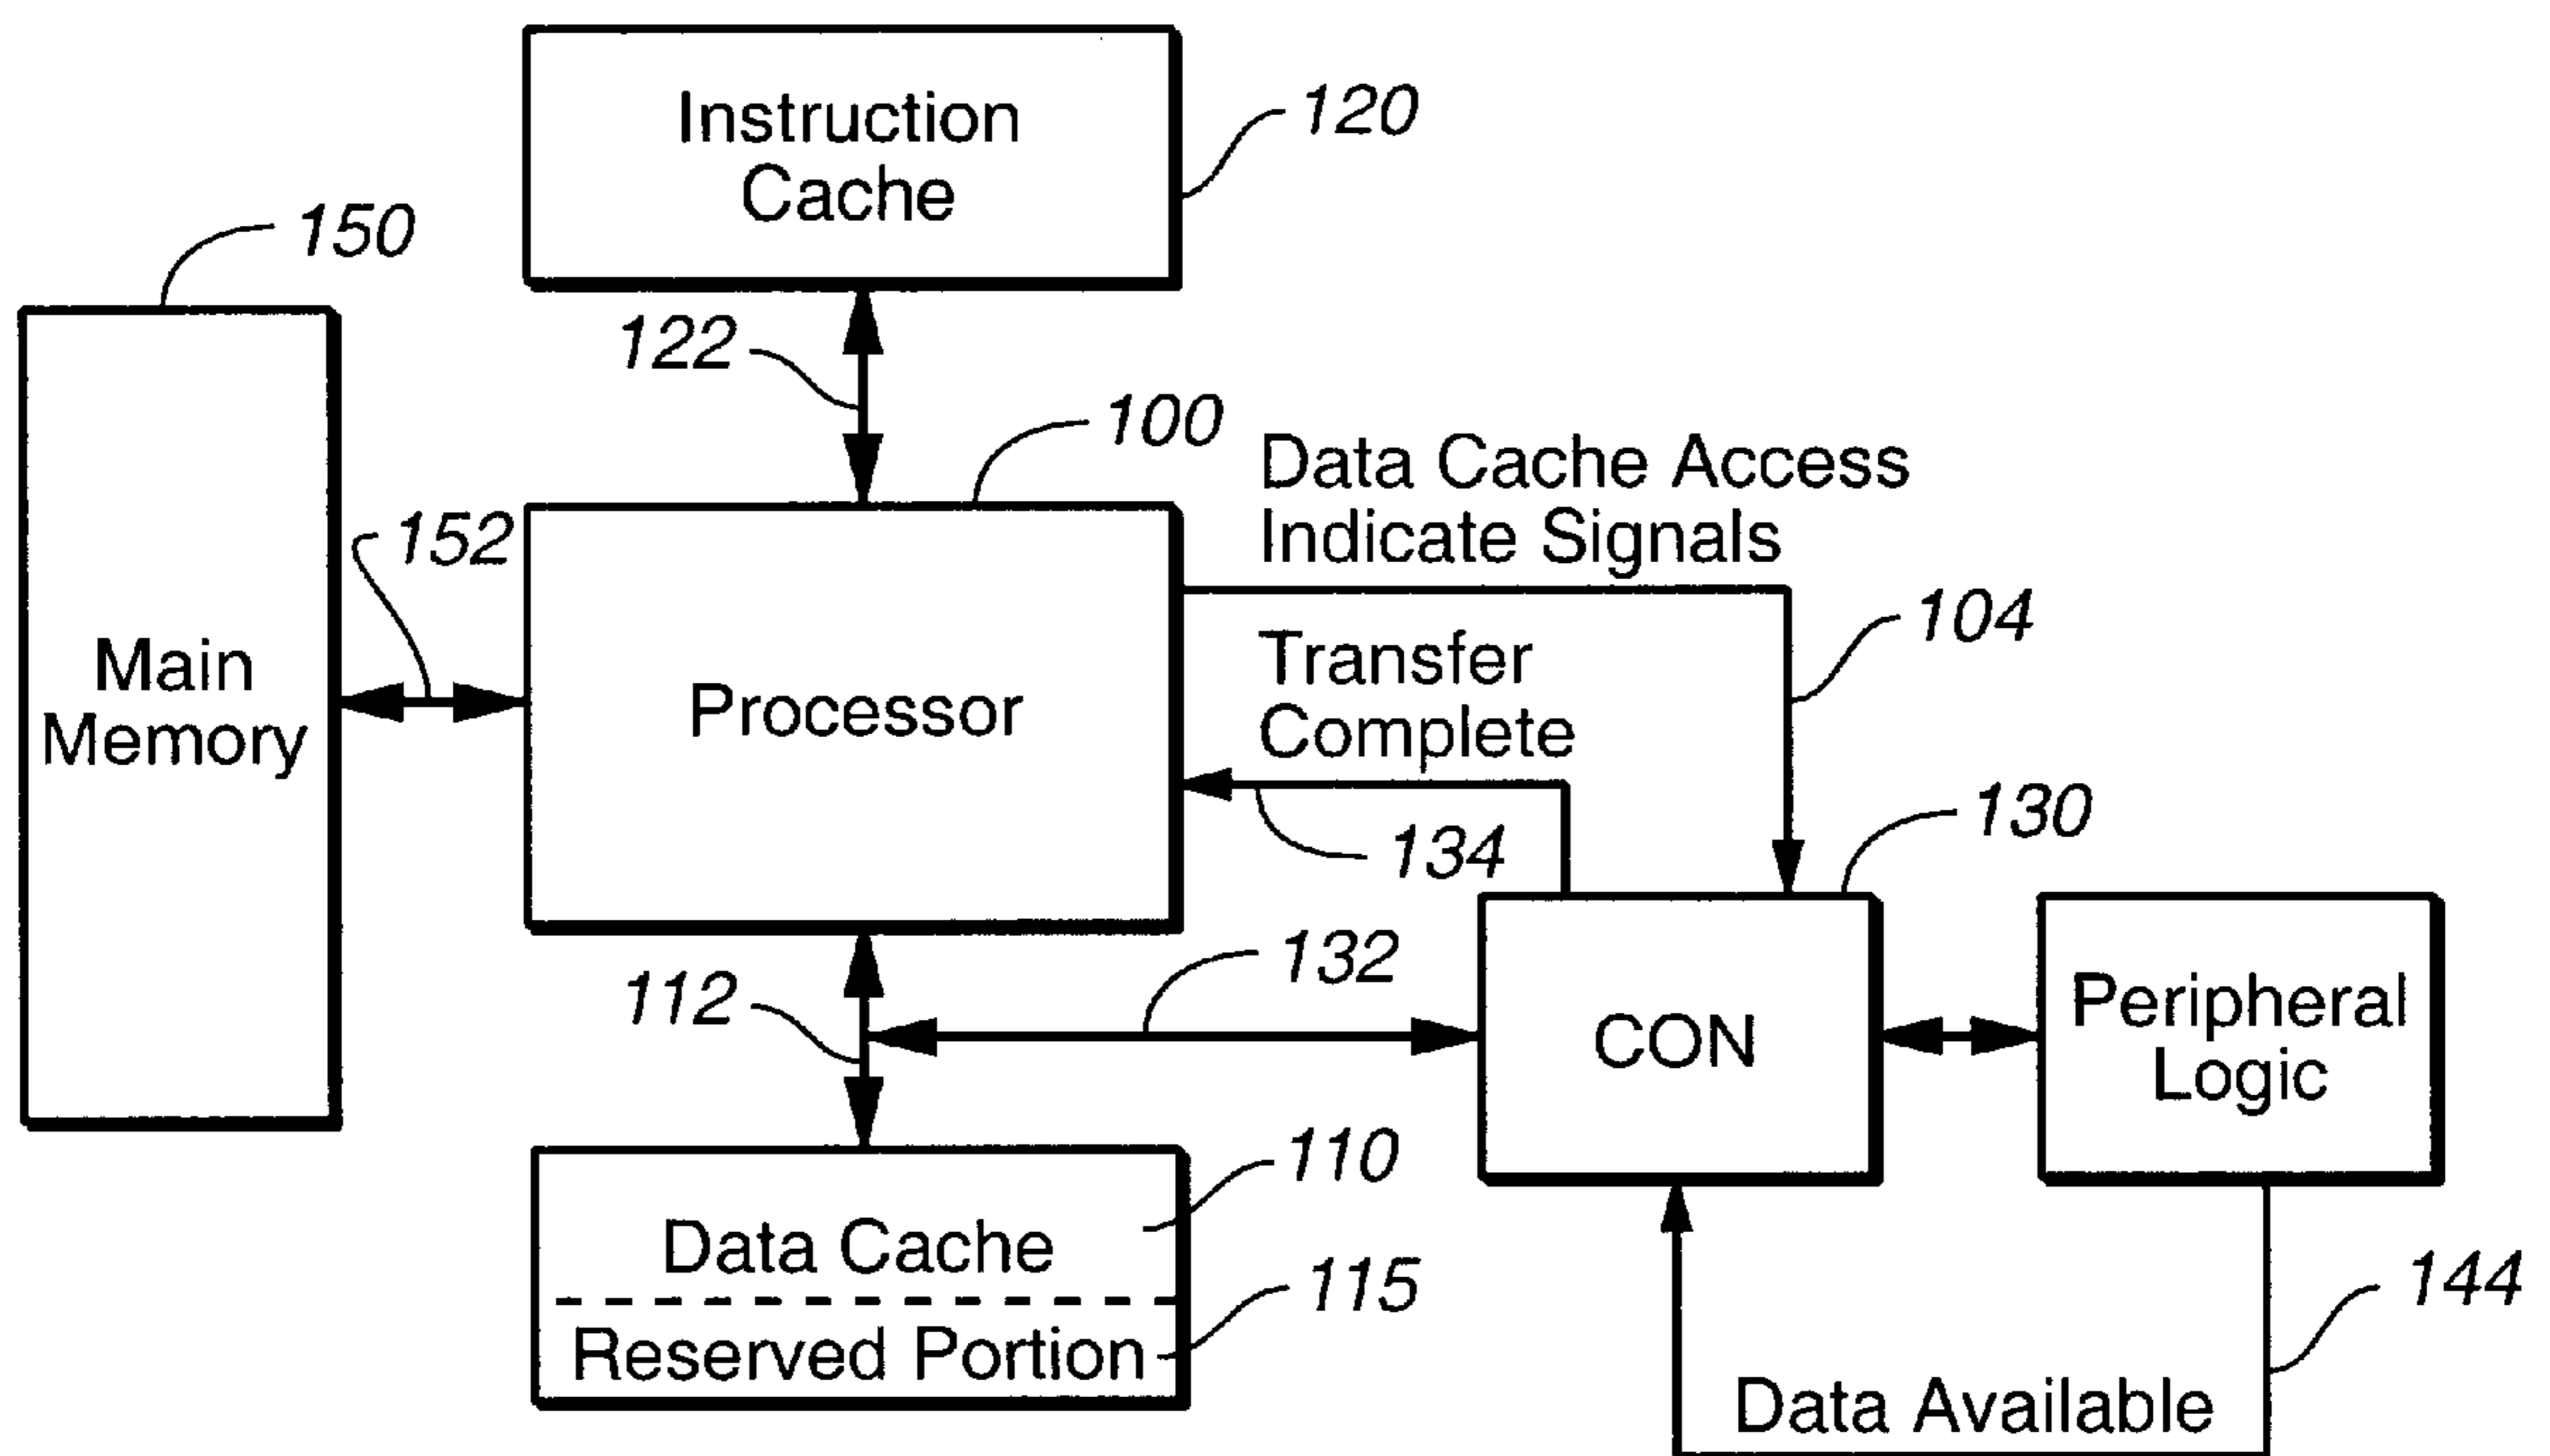 Instruction
Cache
120
150
122
100
Data Cache Access
Indicate Signals
152
104
Main
Memory
Processor
Transfer
Complete
134
130
132
112
CON
Peripheral
Logic
110
Data Cache
115
Reserved Portion
144
Data Available